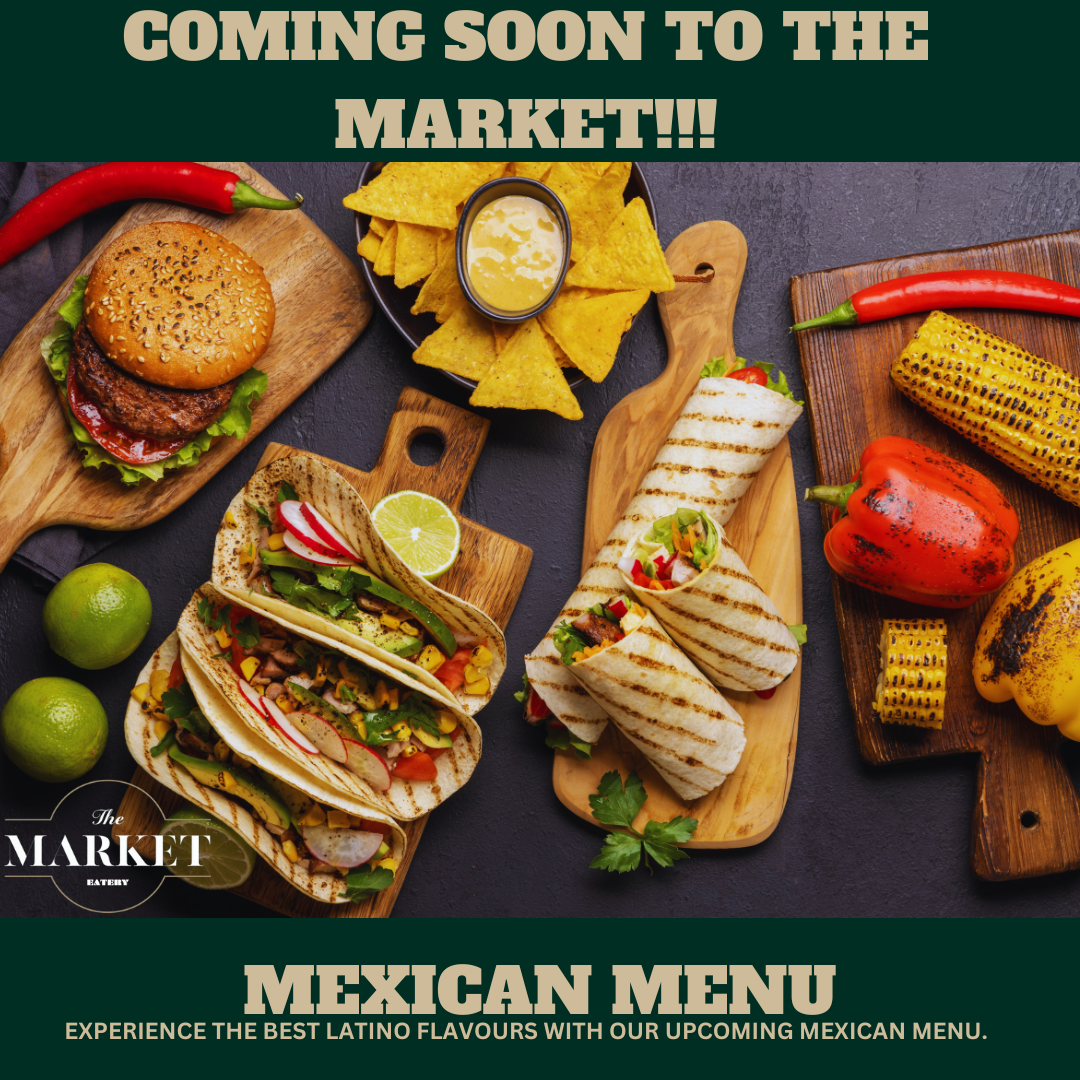 COMING SOON TO THE
MARKET!!!
The
MARKET
EATERY
MEXICAN MENU
EXPERIENCE THE BEST LATINO FLAVOURS WITH OUR UPCOMING MEXICAN MENU.